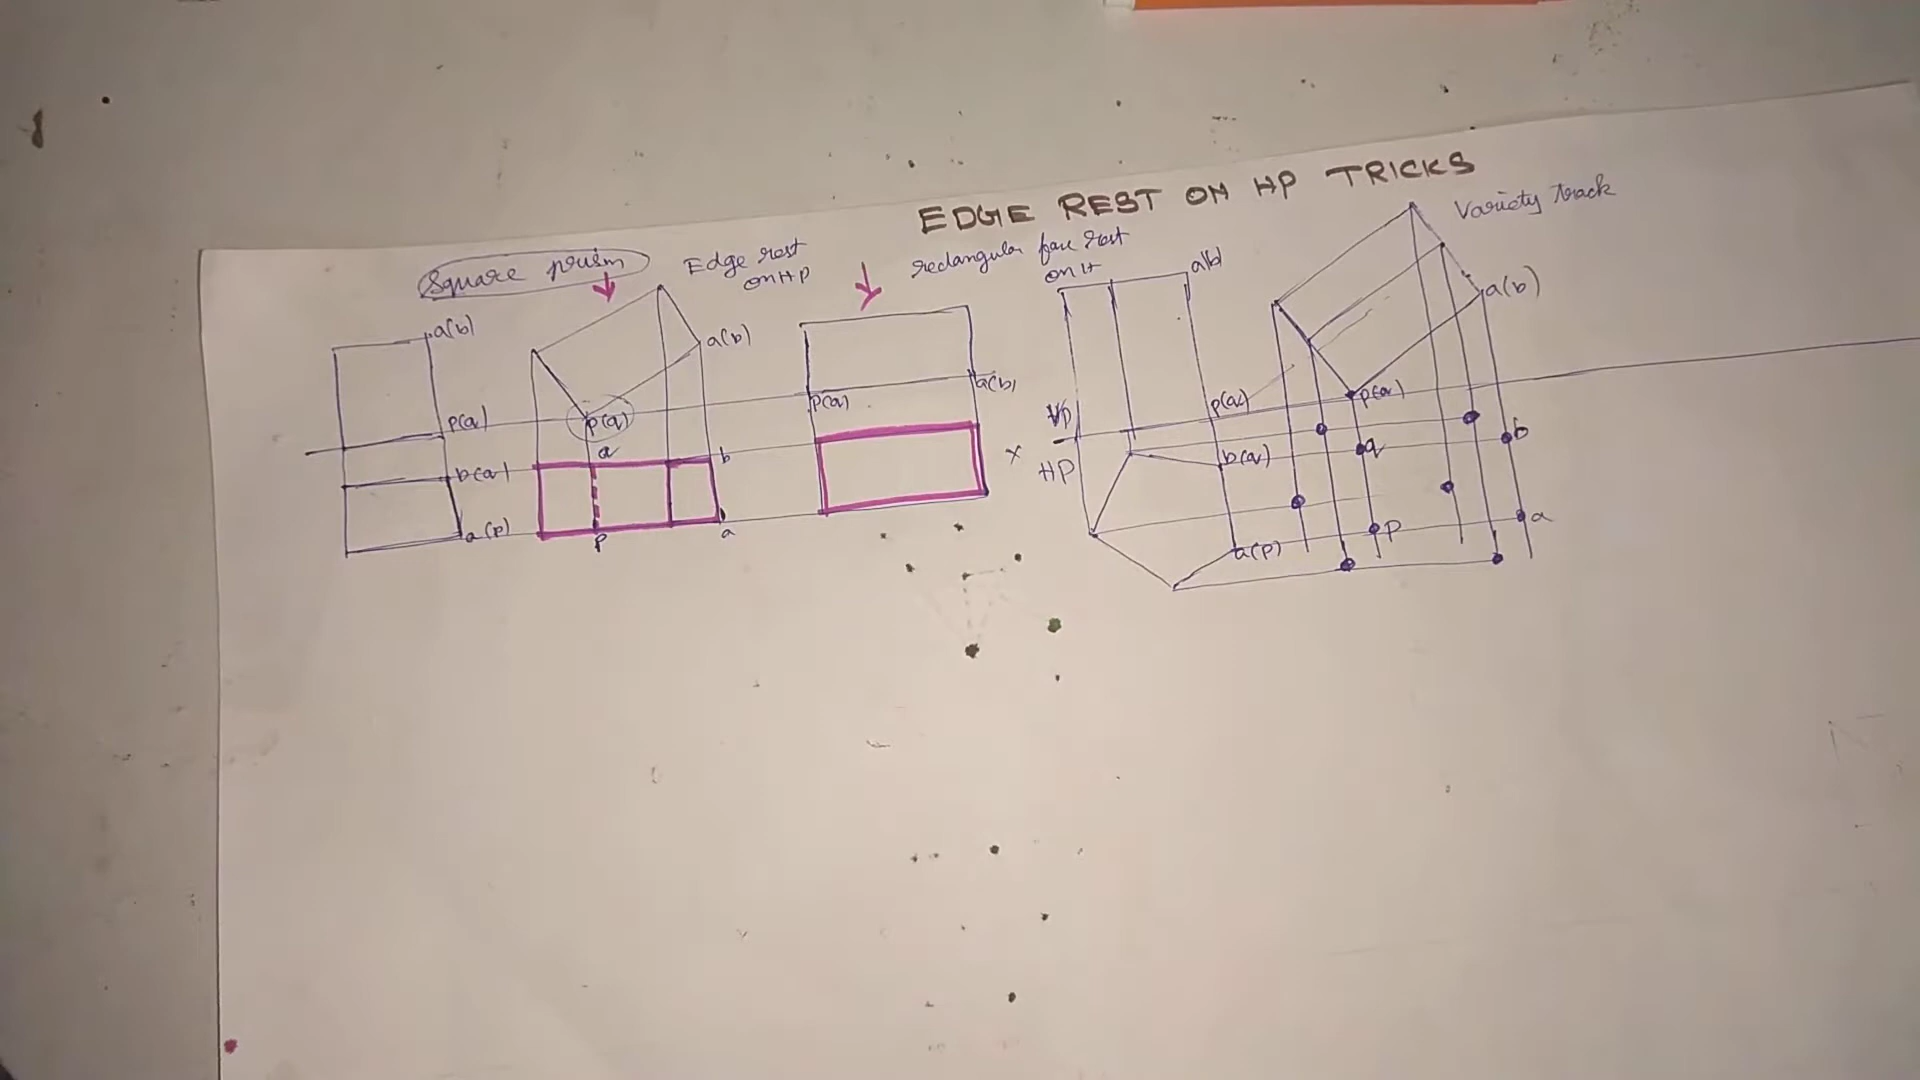 EDGE REST ON HP TRICKS
Variety track
Square prism
Edge rest
on HP
rectangular face rest
on H
a(b)
p(q)
b(q)
a(p)
a(b)
p(q)
q
b
p
a
p(q)
a(b)
X
VP
HP
a(b)
p(q)
b(q)
a(p)
a(b)
p(q)
q
b
p
a